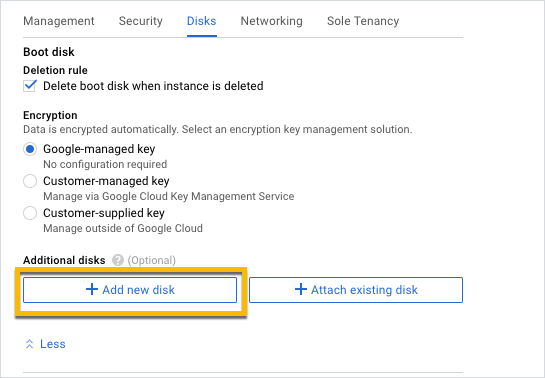 Management Security Disks Networking Sole Tenancy
Boot disk
Deletion rule
Delete boot disk when instance is deleted
Encryption
Data is encrypted automatically. Select an encryption key management solution.
Google-managed key
No configuration required
Customer-managed key
Manage via Google Cloud Key Management Service
Customer-supplied key
Manage outside of Google Cloud
Additional disks ? (Optional)
+ Add new disk + Attach existing disk
Less